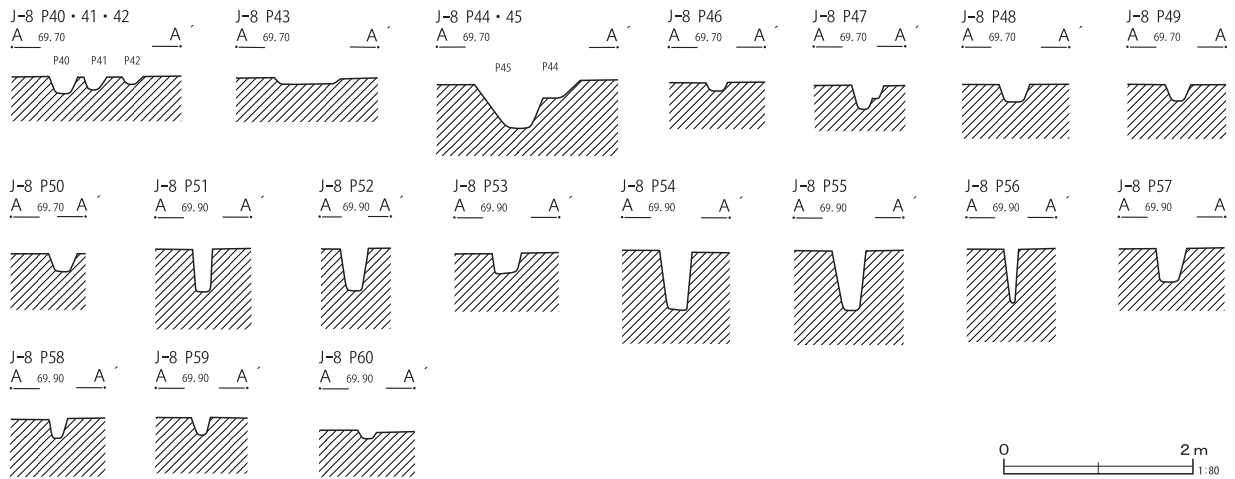 J-8 P40・41・42
A 69.70 A´
P40 P41 P42
J-8 P43
A 69.70 A´
J-8 P44・45
A 69.70 A´
P45 P44
J-8 P46
A 69.70 A´
J-8 P47
A 69.70 A´
J-8 P48
A 69.70 A´
J-8 P49
A 69.70 A´
J-8 P50
A 69.70 A´
J-8 P51
A 69.90 A´
J-8 P52
A 69.90 A´
J-8 P53
A 69.90 A´
J-8 P54
A 69.90 A´
J-8 P55
A 69.90 A´
J-8 P56
A 69.90 A´
J-8 P57
A 69.90 A´
J-8 P58
A 69.90 A´
J-8 P59
A 69.90 A´
J-8 P60
A 69.90 A´
0 2m
1:80